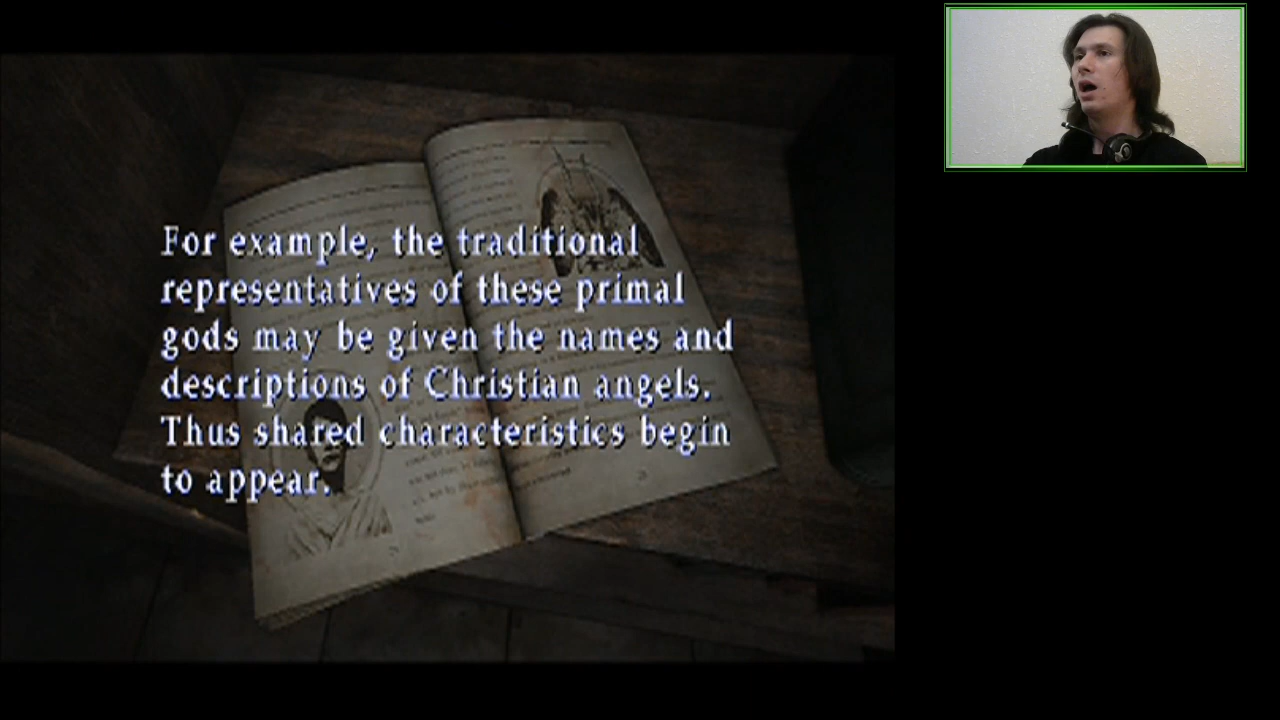 For example, the traditional
representatives of these primal
gods may be given the names and
descriptions of Christian angels.
Thus shared characteristics begin
to appear.